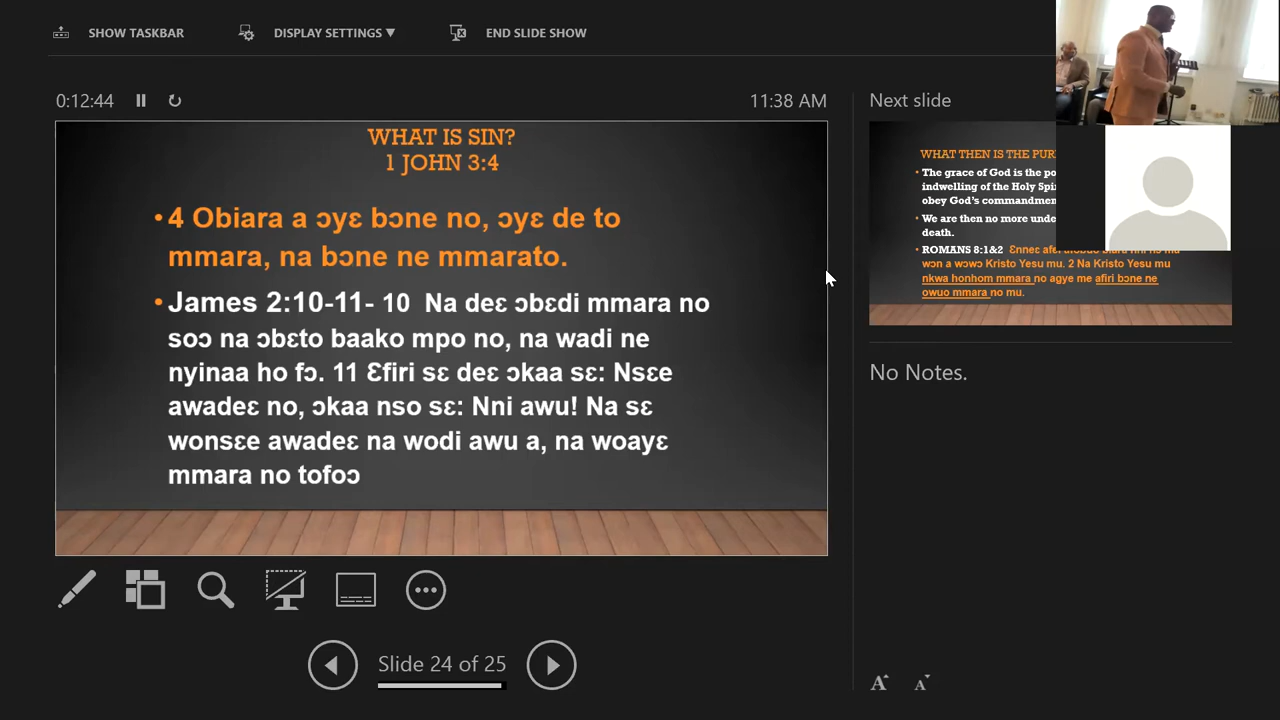 SHOW TASKBAR
DISPLAY SETTINGS ▼
END SLIDE SHOW
0:12:44
11:38 AM
WHAT IS SIN?
1 JOHN 3:4
• 4 Obiara a ɔyɛ bɔne no, ɔyɛ de to
mmara, na bɔne ne mmarato.
• James 2:10-11- 10 Na deɛ ɔbɛdi mmara no
soɔ na ɔbɛto baako mpo no, na wadi ne
nyinaa ho fɔ. 11 Ɛfiri sɛ deɛ ɔkaa sɛ: Nsɛe
awadeɛ no, ɔkaa nso sɛ: Nni awu! Na sɛ
wonsɛe awadeɛ na wodi awu a, na woayɛ
mmara no tofoɔ
Slide 24 of 25
Next slide
WHAT THEN IS THE
• The grace of God is the
indwelling of the Holy
obey God's
• We are then no more
death.
• ROMANS 8:1&2 Ɛnneɛ
wɔn a wɔwɔ Kristo Yesu mu. 2 Na Kristo Yesu mu
nkwa honhom mmara no agye me afiri bɔne ne
owuo mmara no mu.
No Notes.
A A